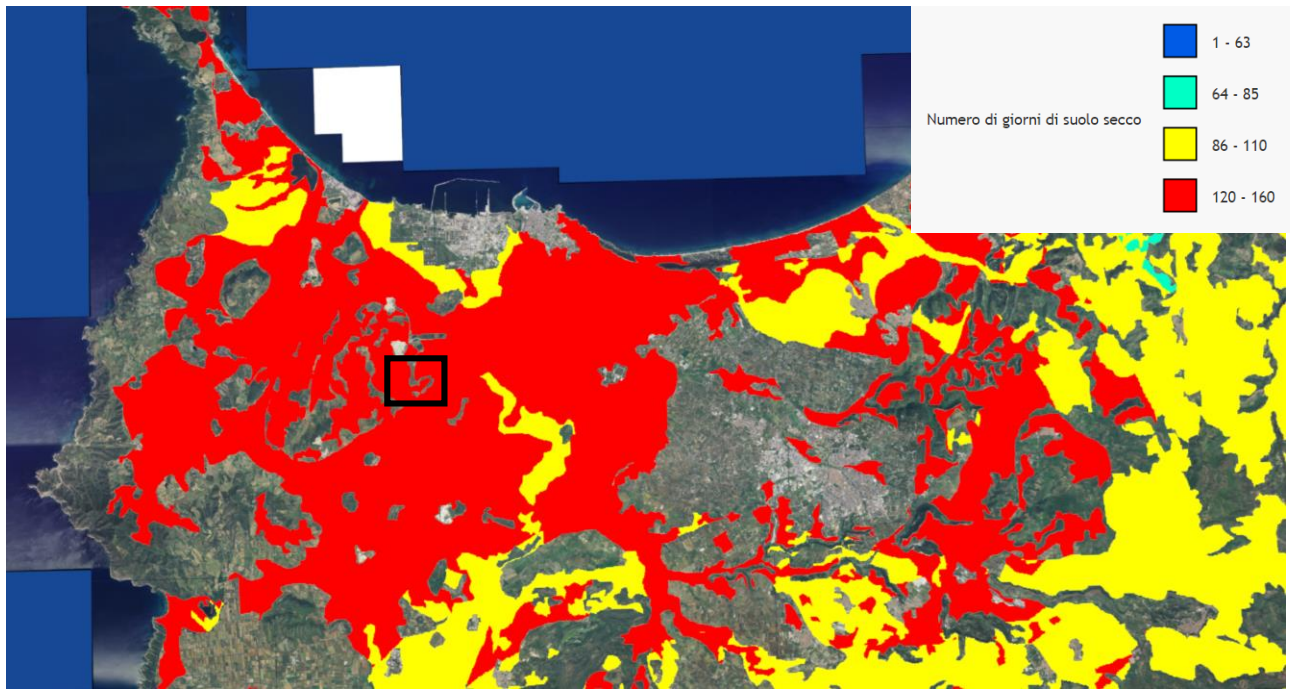 1 - 63
64 - 85
Numero di giorni di suolo secco
86 - 110
120 - 160